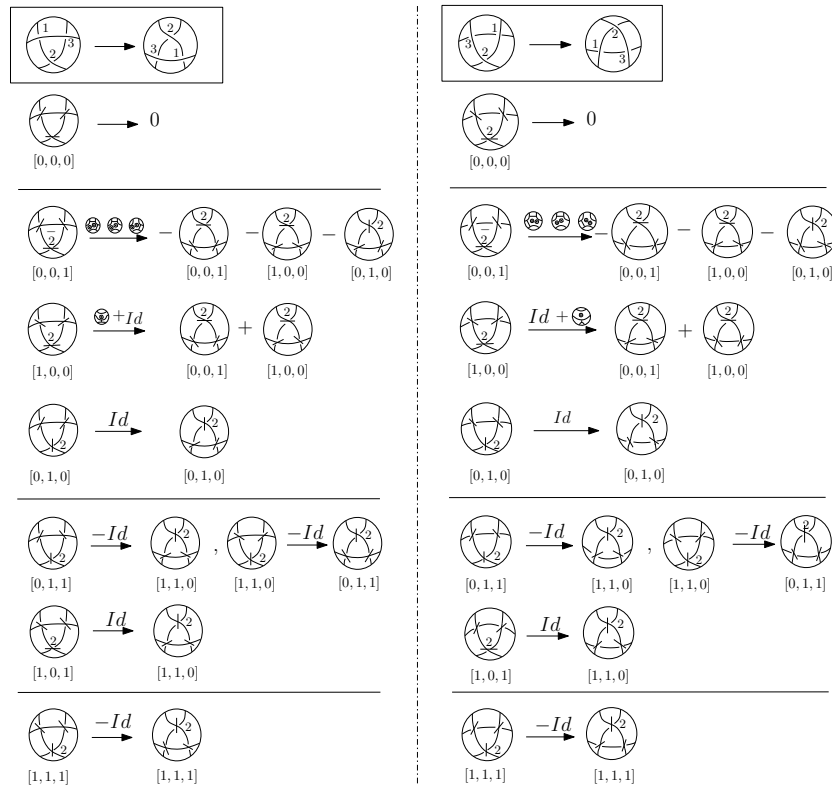 1 3 2 2 3 1
0
[0, 0, 0]
2 − 2 − 2 − 2
[0, 0, 1] [0, 0, 1] [1, 0, 0] [0, 1, 0]
2 +Id 2 + 2
[1, 0, 0] [0, 0, 1] [1, 0, 0]
2 Id 2
[0, 1, 0] [0, 1, 0]
2 −Id 2 , 2 −Id 2
[0, 1, 1] [1, 1, 0] [1, 1, 0] [0, 1, 1]
2 Id 2
[1, 0, 1] [1, 1, 0]
2 −Id 2
[1, 1, 1] [1, 1, 1]
3 1 2 2 1 3
2 0
[0, 0, 0]
2 − 2 − 2 − 2
[0, 0, 1] [0, 0, 1] [1, 0, 0] [0, 1, 0]
2 Id + 2 + 2
[1, 0, 0] [0, 0, 1] [1, 0, 0]
2 Id 2
[0, 1, 0] [0, 1, 0]
2 −Id 2 , 2 −Id 2
[0, 1, 1] [1, 1, 0] [1, 1, 0] [0, 1, 1]
2 Id 2
[1, 0, 1] [1, 1, 0]
2 −Id 2
[1, 1, 1] [1, 1, 1]